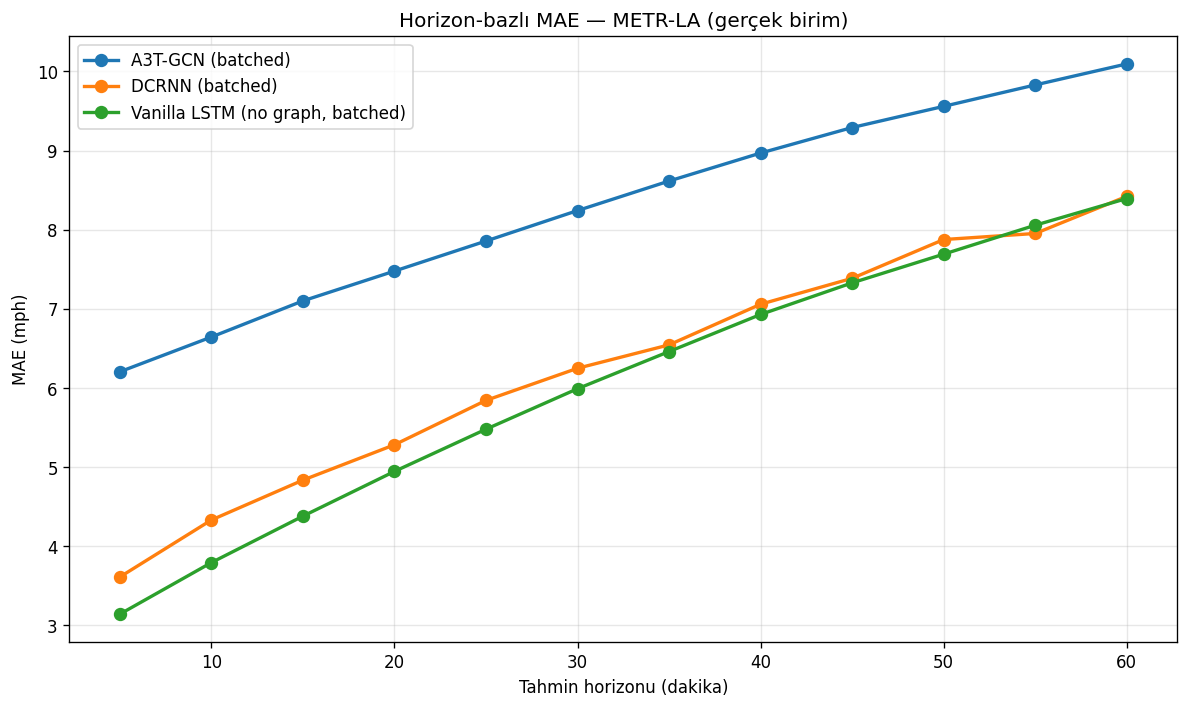 Horizon-bazlı MAE — METR-LA (gerçek birim)
A3T-GCN (batched)
DCRNN (batched)
Vanilla LSTM (no graph, batched)
MAE (mph)
10
9
8
7
6
5
4
3
10 20 30 40 50 60
Tahmin horizonu (dakika)